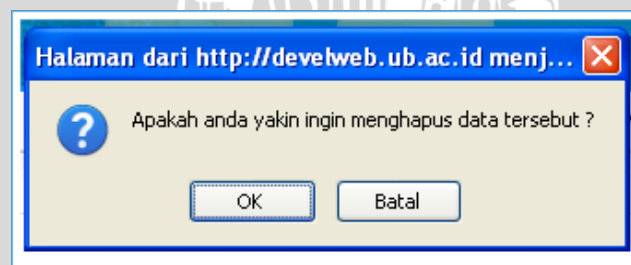 Halaman dari http://develweb.ub.ac.id menj...
Apakah anda yakin ingin menghapus data tersebut ?
OK
Batal